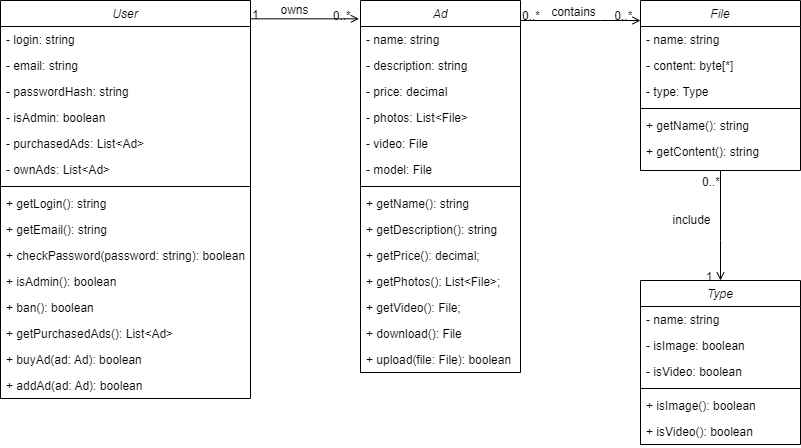 User
- login: string
- email: string
- passwordHash: string
- isAdmin: boolean
- purchasedAds: List<Ad>
- ownAds: List<Ad>
+ getLogin(): string
+ getEmail(): string
+ checkPassword(password: string): boolean
+ isAdmin(): boolean
+ ban(): boolean
+ getPurchasedAds(): List<Ad>
+ buyAd(ad: Ad): boolean
+ addAd(ad: Ad): boolean
1
owns
0..*
Ad
- name: string
- description: string
- price: decimal
- photos: List<File>
- video: File
- model: File
+ getName(): string
+ getDescription(): string
+ getPrice(): decimal;
+ getPhotos(): List<File>;
+ getVideo(): File;
+ download(): File
+ upload(file: File): boolean
0..*
contains
0..*
File
- name: string
- content: byte[*]
- type: Type
+ getName(): string
+ getContent(): string
0..*
include
1
Type
- name: string
- isImage: boolean
- isVideo: boolean
+ isImage(): boolean
+ isVideo(): boolean